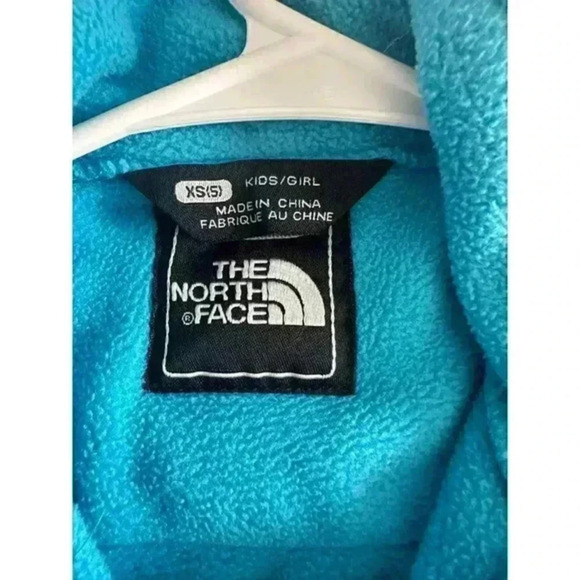 XS(5) KIDS/GIRL
MADE IN CHINA
FABRIQUE AU CHINE
THE
NORTH
®FACE